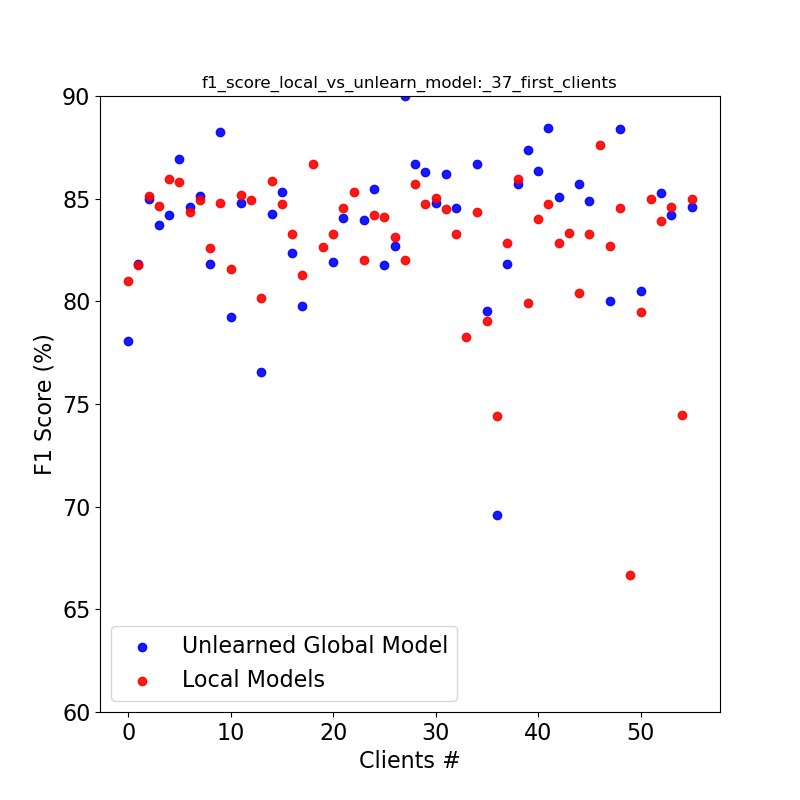 f1_score_local_vs_unlearn_model:_37_first_clients
90
85
80
75
70
65
60
F1 Score (%)
Unlearned Global Model
Local Models
0 10 20 30 40 50
Clients #